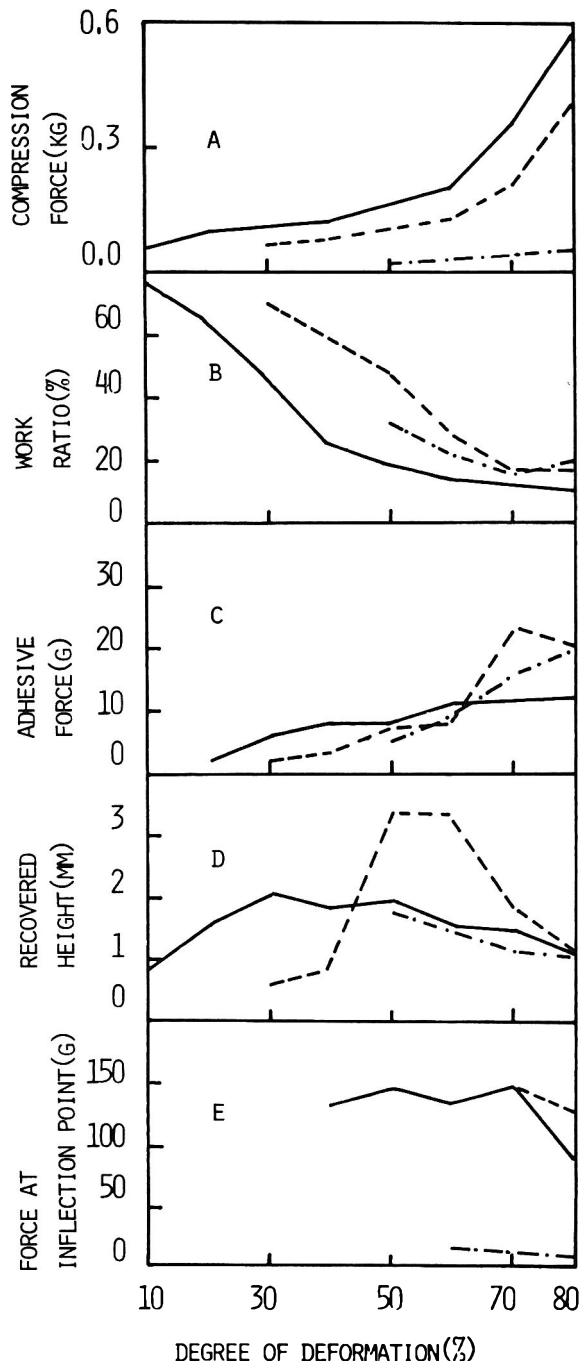 0.6
0.3
0.0
COMPRESSION
FORCE(KG)
A
60
40
20
0
WORK
RATIO(%)
B
30
20
10
0
ADHESIVE
FORCE(G)
C
3
2
1
0
RECOVERED
HEIGHT(MM)
D
150
100
50
0
FORCE AT
INFLECTION POINT(G)
E
10 30 50 70 80
DEGREE OF DEFORMATION(%)